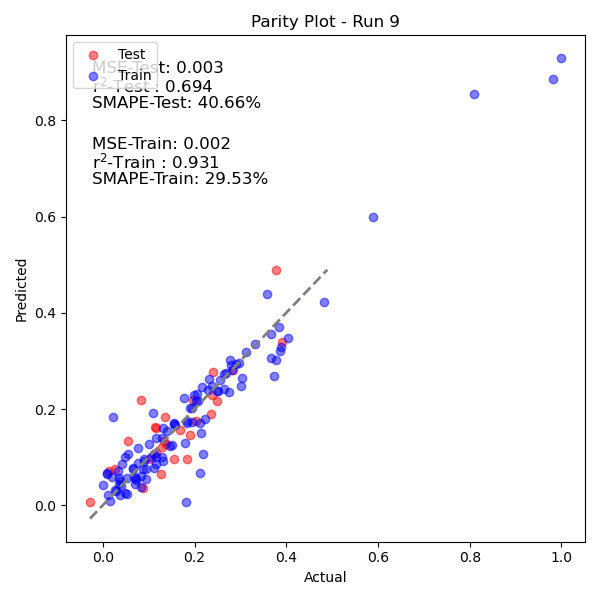 Parity Plot - Run 9
Test
Train
MSE-Test: 0.003
r²-Test : 0.694
SMAPE-Test: 40.66%
MSE-Train: 0.002
r²-Train : 0.931
SMAPE-Train: 29.53%
Predicted
0.8
0.6
0.4
0.2
0.0
0.0 0.2 0.4 0.6 0.8 1.0
Actual